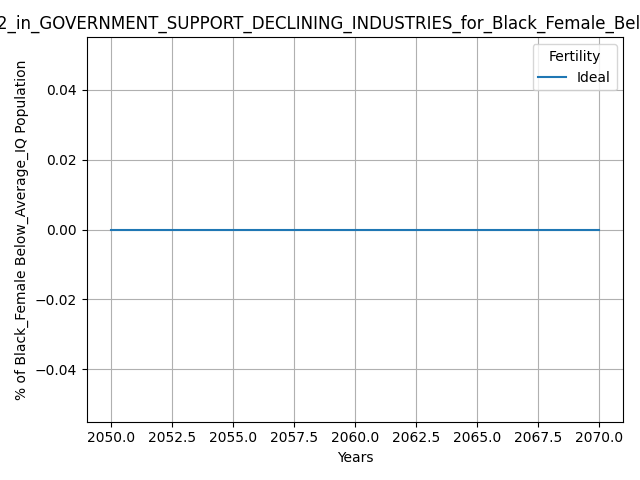 2_in_GOVERNMENT_SUPPORT_DECLINING_INDUSTRIES_for_Black_Female_Bel
Fertility
Ideal
% of Black_Female Below_Average_IQ Population
0.04
0.02
0.00
−0.02
−0.04
2050.0 2052.5 2055.0 2057.5 2060.0 2062.5 2065.0 2067.5 2070.0
Years